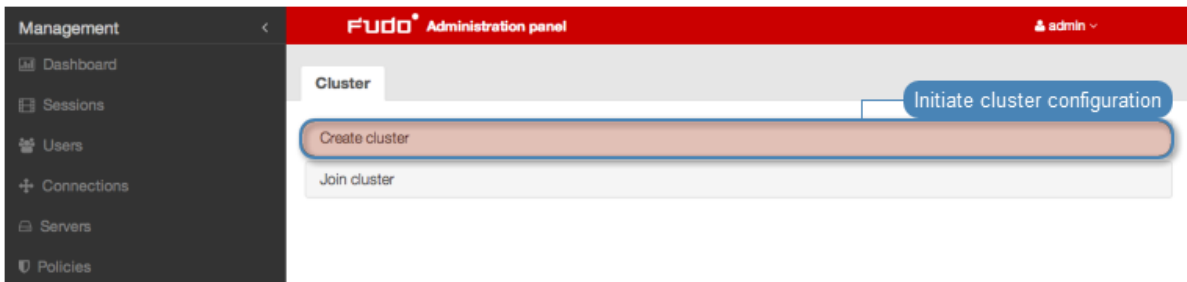 Management
FUDO Administration panel
admin
Dashboard
Cluster
Sessions
Initiate cluster configuration
Users
Create cluster
Connections
Join cluster
Servers
Policies